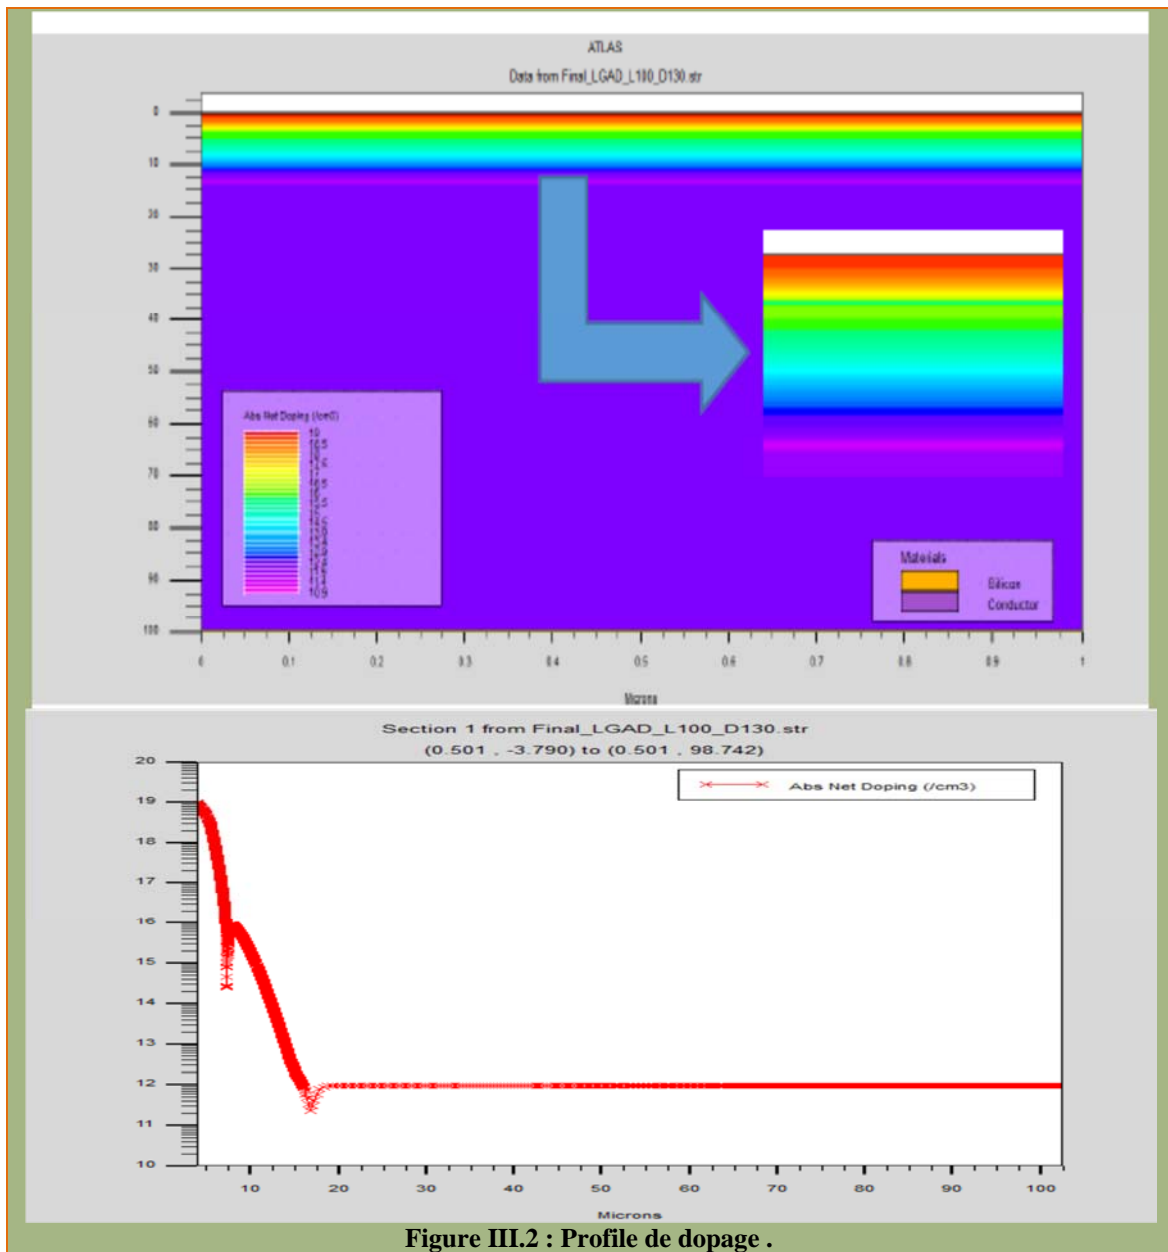 ATLAS
Data from Final_LGAD_L100_D130.str
0
10
20
30
40
50
60
70
80
90
100
Abs Net Doping (/cm3)
19
10.9
Materials
Silicon
Conductor
0 0.1 0.2 0.3 0.4 0.5 0.6 0.7 0.8 0.9 1
Microns
Section 1 from Final_LGAD_L100_D130.str
(0.501 , -3.790) to (0.501 , 98.742)
Abs Net Doping (/cm3)
20
19
18
17
16
15
14
13
12
11
10
10 20 30 40 50 60 70 80 90 100
Microns
Figure III.2 : Profile de dopage .